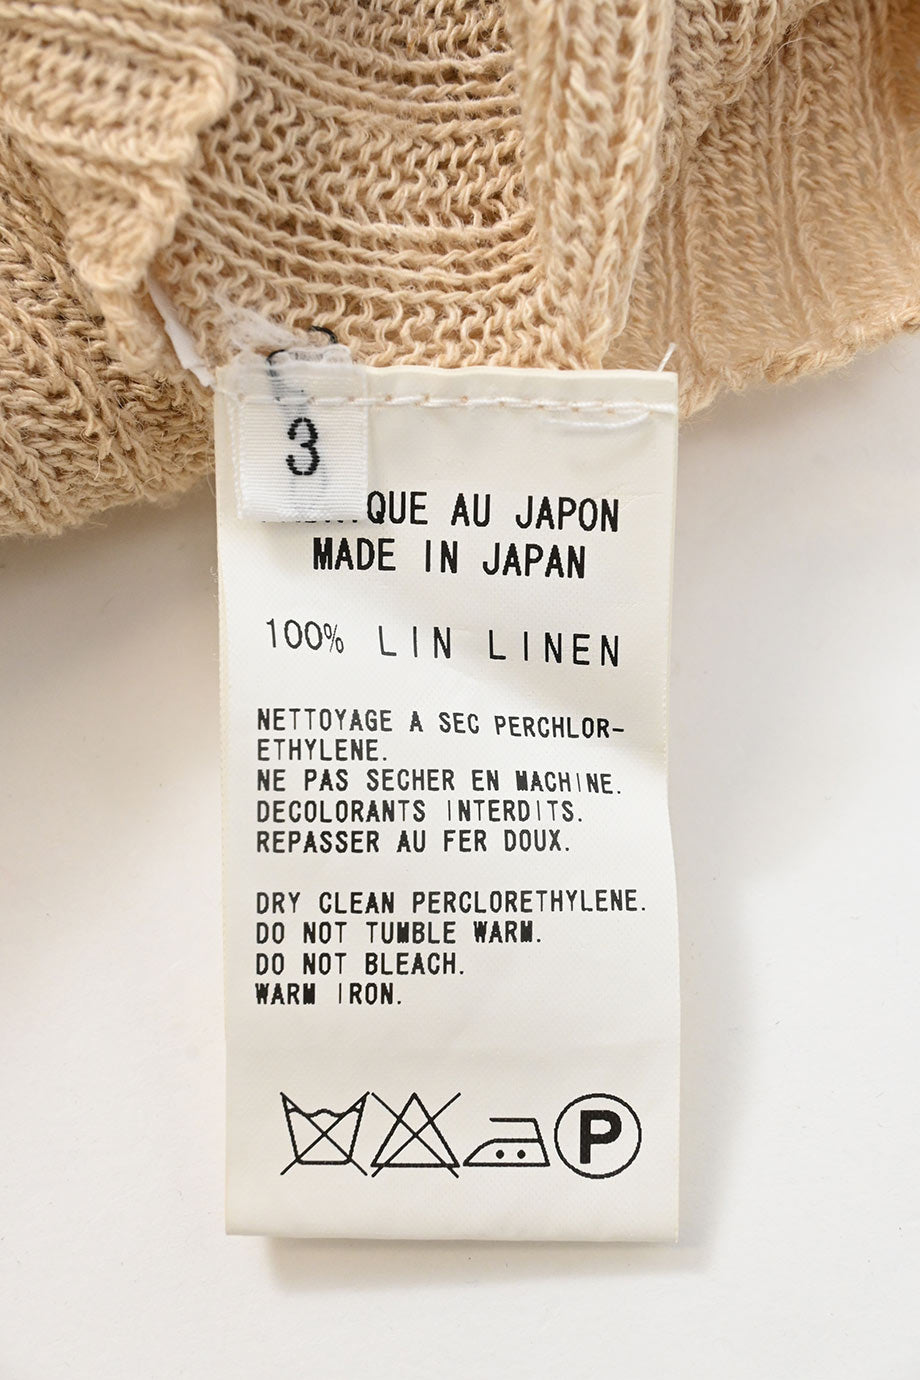 3
AU JAPON
MADE IN JAPAN
100% LIN LINEN
NETTOYAGE A SEC PERCHLOR-
ETHYLENE.
NE PAS SECHER EN MACHINE.
DECOLORANTS INTERDITS.
REPASSER AU FER DOUX.
DRY CLEAN PERCLORETHYLENE.
DO NOT TUMBLE WARM.
DO NOT BLEACH.
WARM IRON.
P